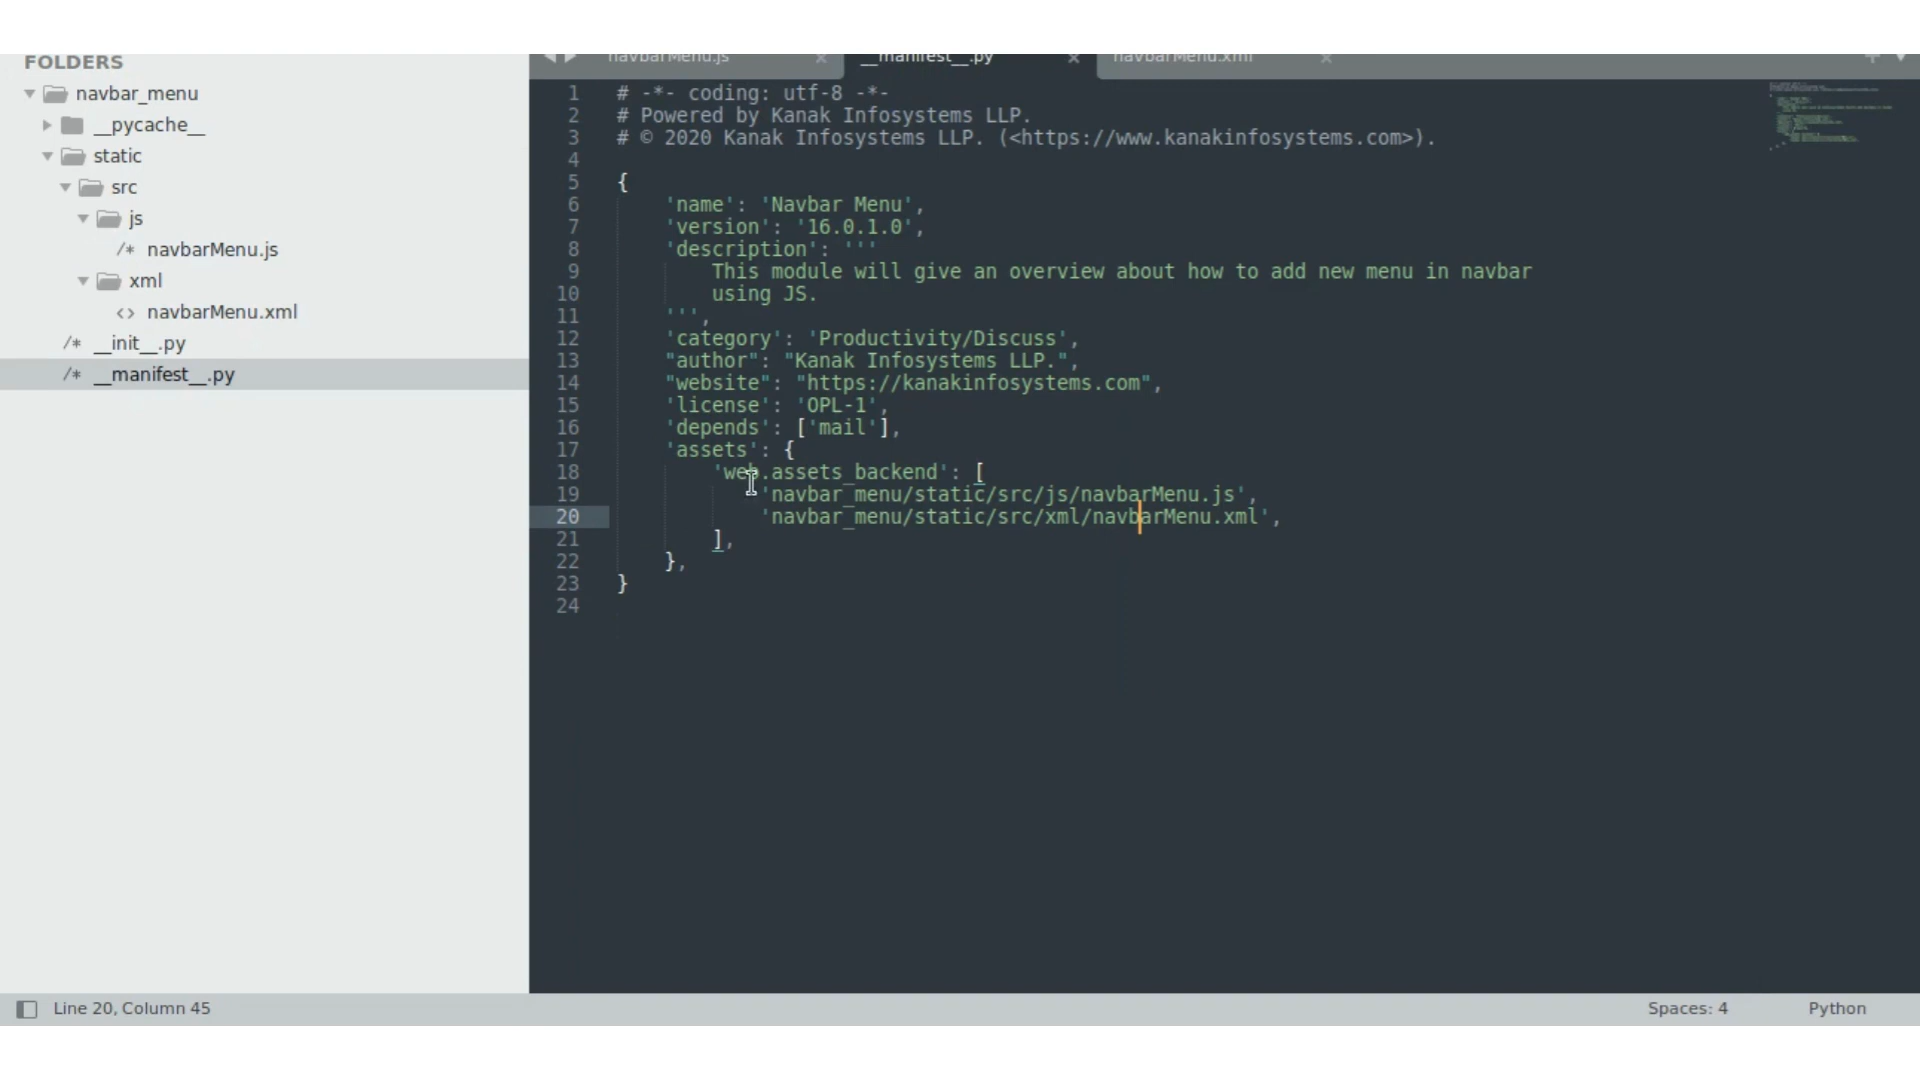 FOLDERS
navbar_menu
__pycache__
static
src
js
/* navbarMenu.js
xml
<> navbarMenu.xml
/* __init__.py
/* __manifest__.py
navbarMenu.js
__manifest__.py
navbarMenu.xml
1 # -*- coding: utf-8 -*-
2 # Powered by Kanak Infosystems LLP.
3 # © 2020 Kanak Infosystems LLP. (<https://www.kanakinfosystems.com>).
4
5 {
6 'name': 'Navbar Menu',
7 'version': '16.0.1.0',
8 'description': '''
9 This module will give an overview about how to add new menu in navbar
10 using JS.
11 ''',
12 'category': 'Productivity/Discuss',
13 "author": "Kanak Infosystems LLP.",
14 "website": "https://kanakinfosystems.com",
15 'license': 'OPL-1',
16 'depends': ['mail'],
17 'assets': {
18 'web.assets_backend': [
19 'navbar_menu/static/src/js/navbarMenu.js',
20 'navbar_menu/static/src/xml/navbarMenu.xml',
21 ],
22 },
23 }
24
Line 20, Column 45
Spaces: 4
Python